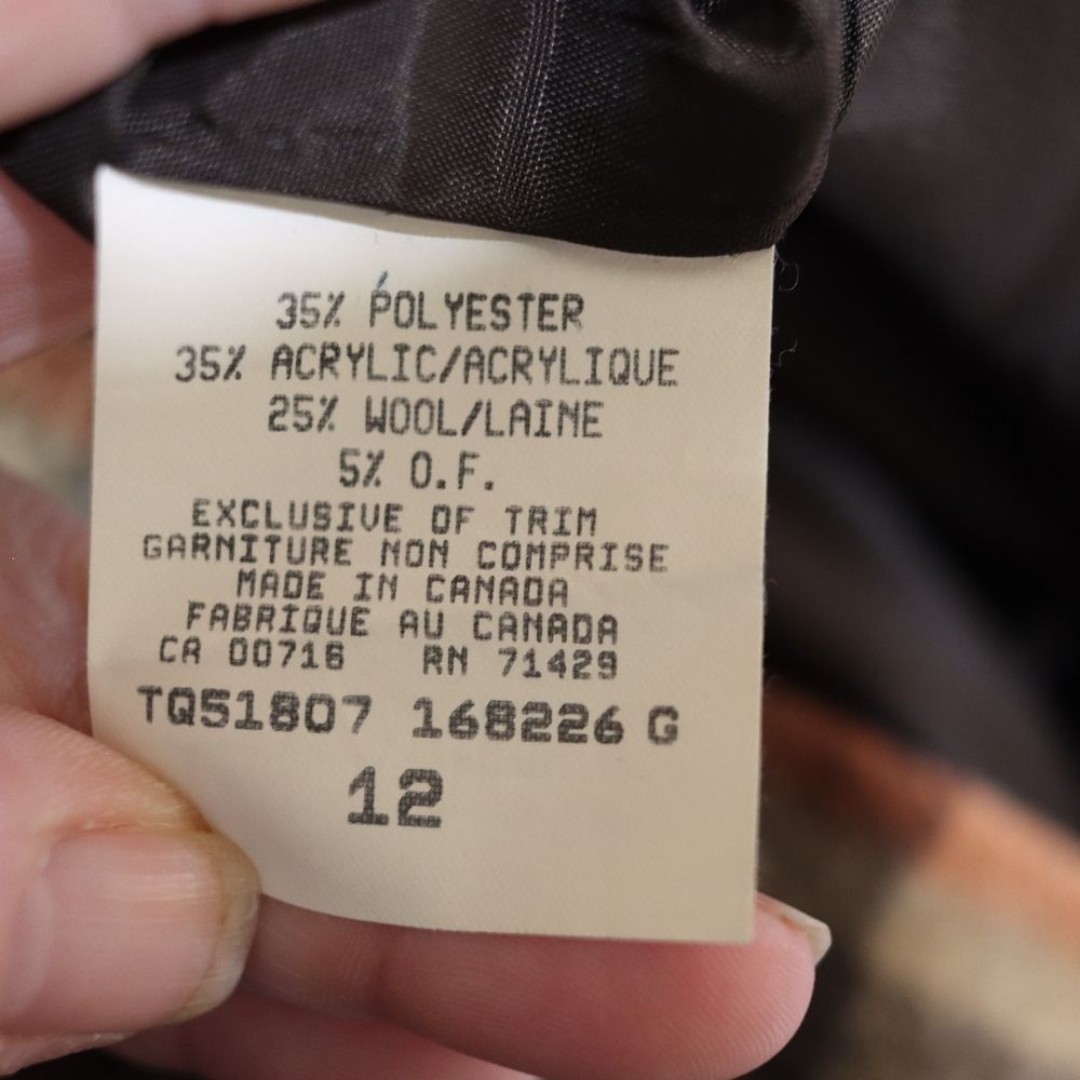 35% POLYESTER
35% ACRYLIC/ACRYLIQUE
25% WOOL/LAINE
5% O.F.
EXCLUSIVE OF TRIM
GARNITURE NON COMPRISE
MADE IN CANADA
FABRIQUE AU CANADA
CA 00716 RN 71429
TQ51807 168226 G
12